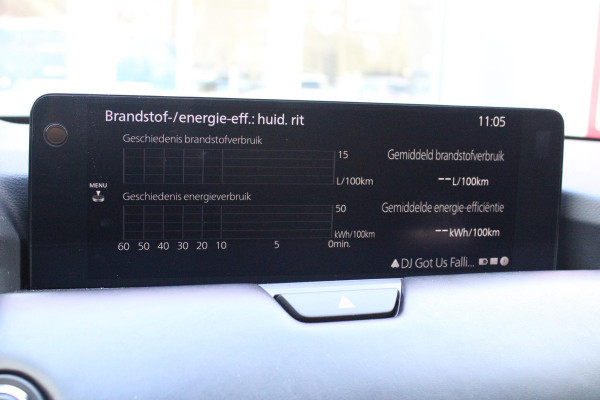 Brandstof-/energie-eff.: huid. rit
11:05
Geschiedenis brandstofverbruik
15
L/100km
Gemiddeld brandstofverbruik
-- L/100km
MENU
Geschiedenis energieverbruik
50
kWh/100km
60 50 40 30 20 10 5 0min.
Gemiddelde energie-efficiëntie
-- kWh/100km
DJ Got Us Falli...